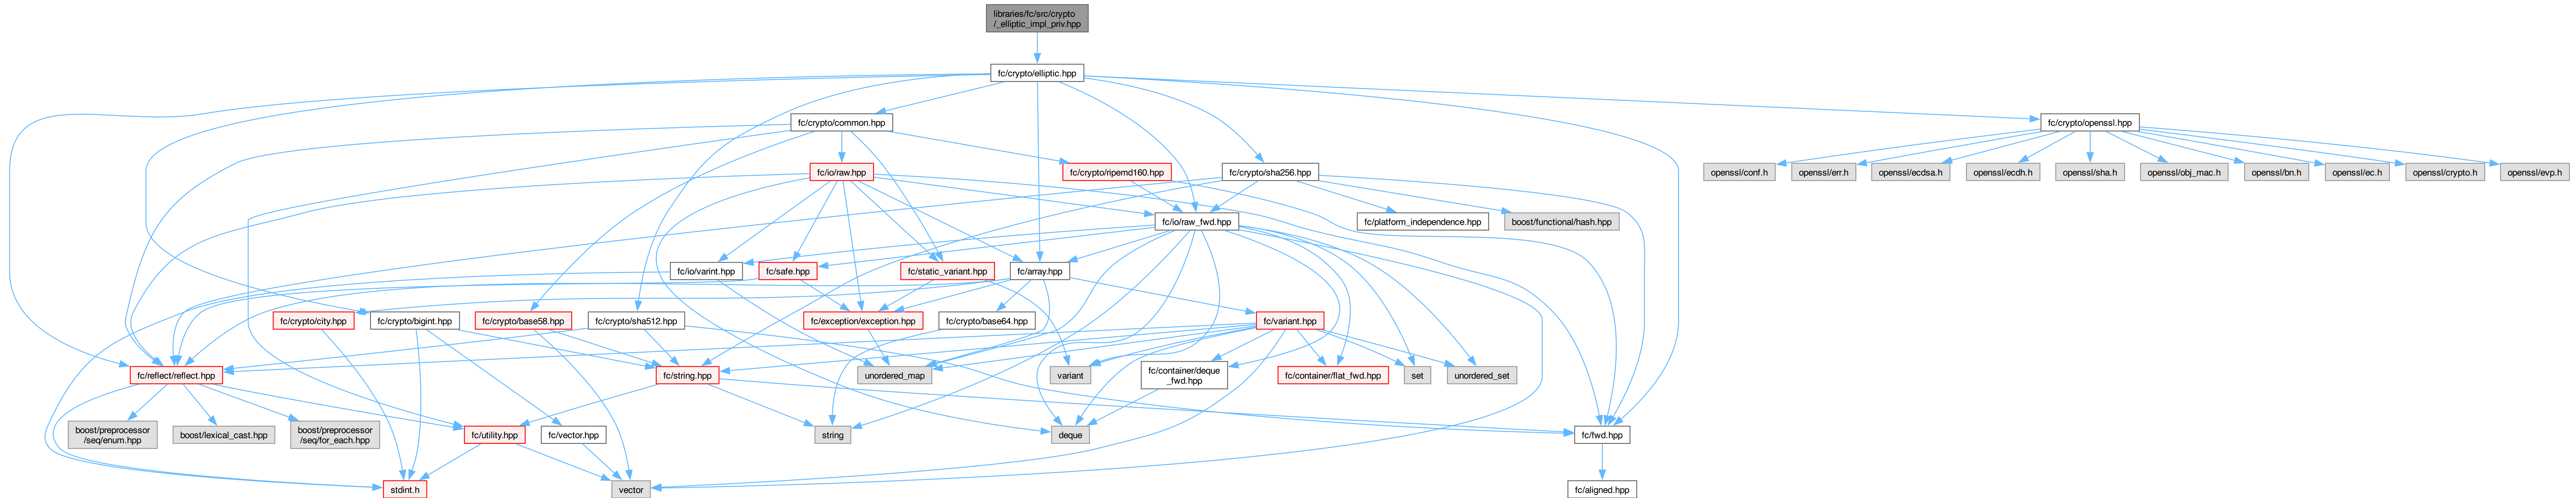 libraries/fc/src/crypto
/_elliptic_impl_priv.hpp
fc/crypto/elliptic.hpp
fc/crypto/common.hpp
fc/crypto/openssl.hpp
fc/io/raw.hpp
fc/crypto/ripemd160.hpp
fc/crypto/sha256.hpp
openssl/conf.h
openssl/err.h
openssl/ecdsa.h
openssl/ecdh.h
openssl/sha.h
openssl/obj_mac.h
openssl/bn.h
openssl/ec.h
openssl/crypto.h
openssl/evp.h
fc/io/raw_fwd.hpp
fc/platform_independence.hpp
boost/functional/hash.hpp
fc/io/varint.hpp
fc/safe.hpp
fc/static_variant.hpp
fc/array.hpp
fc/crypto/city.hpp
fc/crypto/bigint.hpp
fc/crypto/base58.hpp
fc/crypto/sha512.hpp
fc/exception/exception.hpp
fc/crypto/base64.hpp
fc/variant.hpp
fc/reflect/reflect.hpp
fc/string.hpp
unordered_map
variant
fc/container/deque
_fwd.hpp
fc/container/flat_fwd.hpp
set
unordered_set
boost/preprocessor
/seq/enum.hpp
boost/lexical_cast.hpp
boost/preprocessor
/seq/for_each.hpp
fc/utility.hpp
fc/vector.hpp
string
deque
fc/fwd.hpp
stdint.h
vector
fc/aligned.hpp